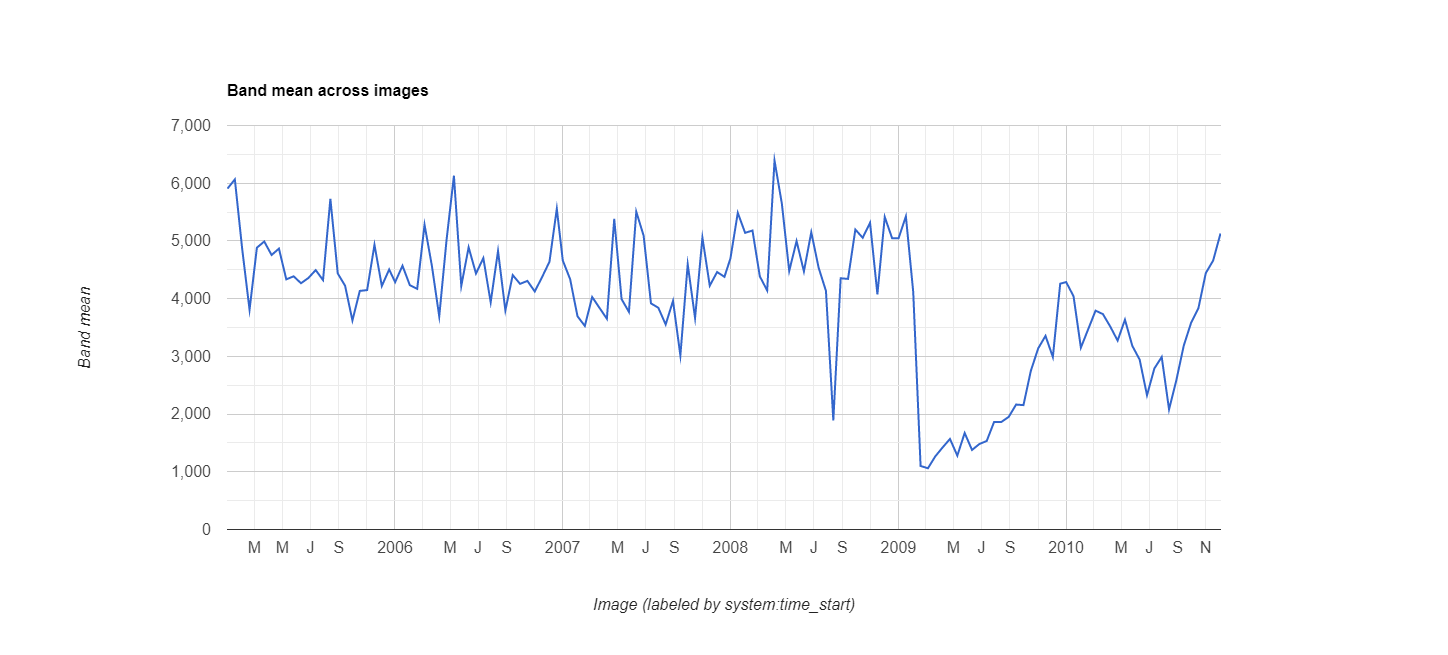 Band mean across images
7,000
6,000
5,000
4,000
3,000
2,000
1,000
0
Band mean
M M J S 2006 M J S 2007 M J S 2008 M J S 2009 M J S 2010 M J S N
Image (labeled by system:time_start)